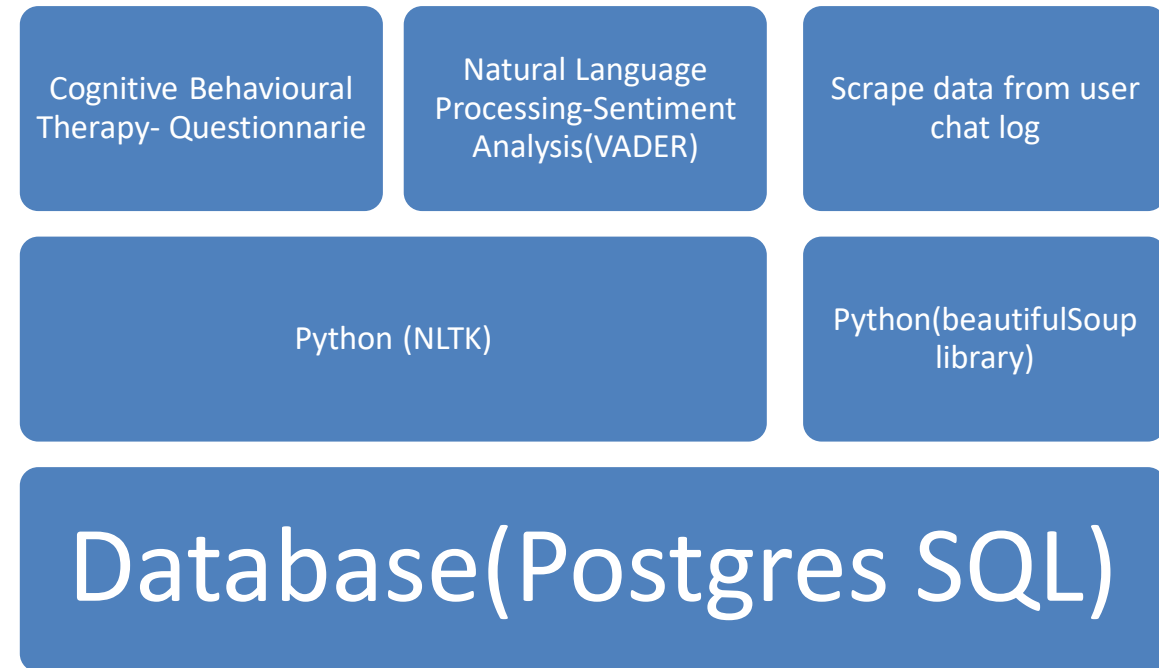 Cognitive Behavioural
Therapy- Questionnarie
Natural Language
Processing-Sentiment
Analysis(VADER)
Scrape data from user
chat log
Python (NLTK)
Python(beautifulSoup
library)
Database(Postgres SQL)